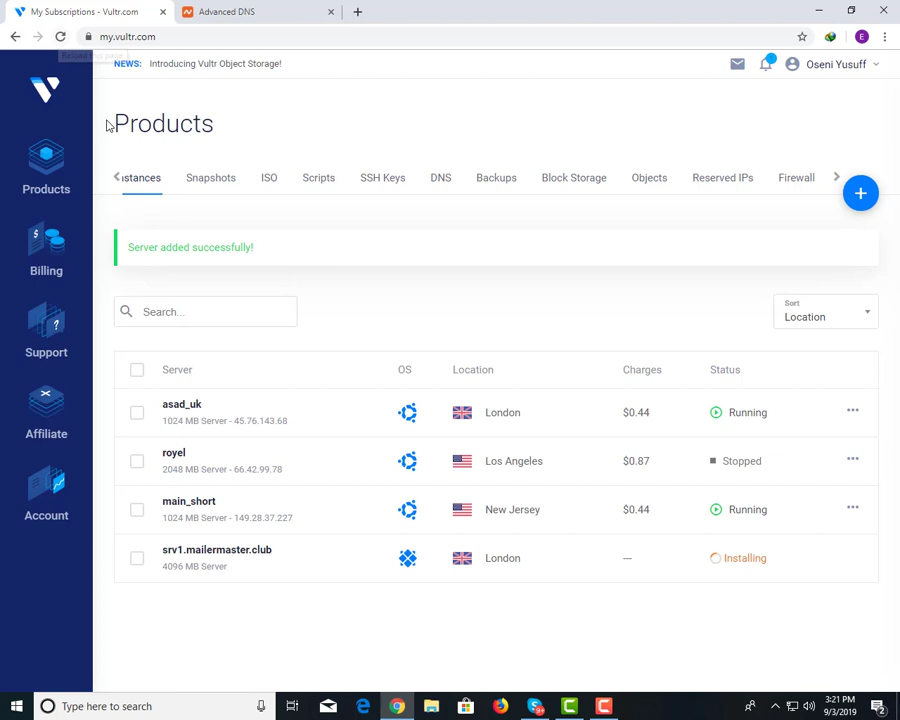 My Subscriptions - Vultr.com
Advanced DNS
my.vultr.com
E
Reload this page
NEWS: Introducing Vultr Object Storage!
Oseni Yusuff
Products
Products
Billing
Support
Affiliate
Account
stances
Snapshots
ISO
Scripts
SSH Keys
DNS
Backups
Block Storage
Objects
Reserved IPs
Firewall
Server added successfully!
Search...
Sort
Location
Server OS Location Charges Status
asad_uk
1024 MB Server - 45.76.143.68
London $0.44 Running
royel
2048 MB Server - 66.42.99.78
Los Angeles $0.87 Stopped
main_short
1024 MB Server - 149.28.37.227
New Jersey $0.44 Running
srv1.mailermaster.club
4096 MB Server
London --- Installing
Type here to search
3:21 PM
9/3/2019